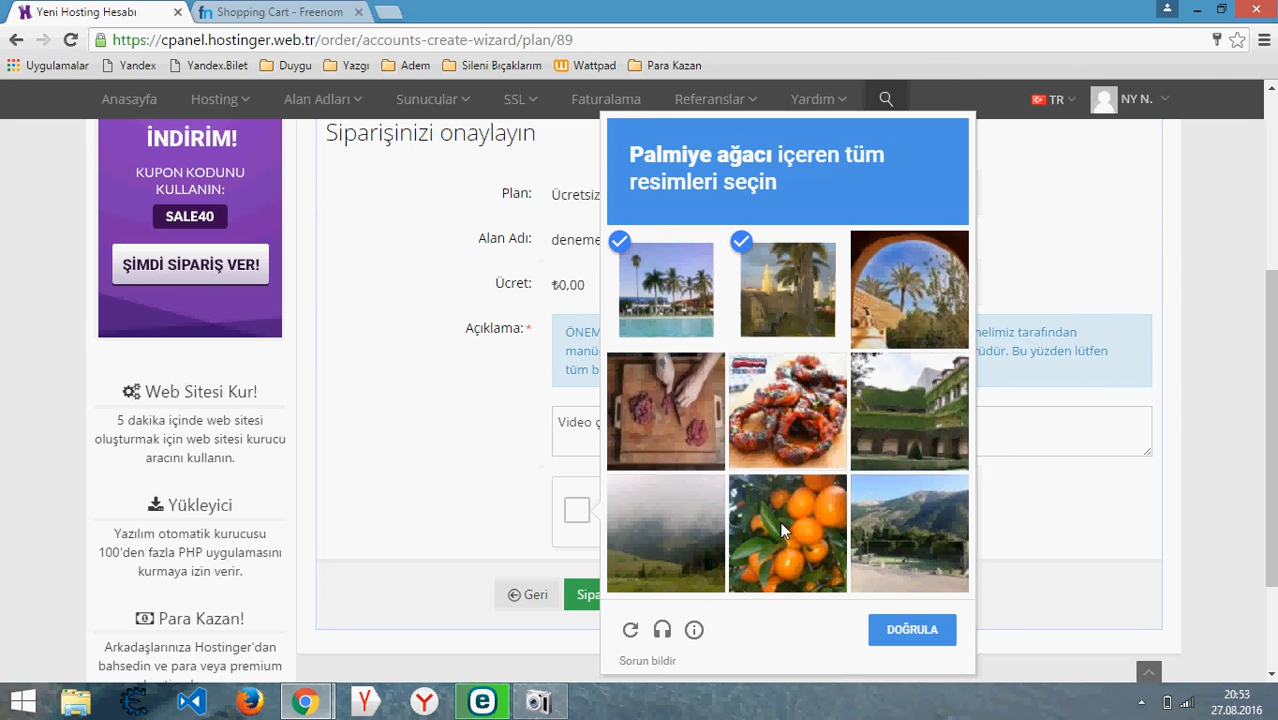 Yeni Hosting Hesabı
Shopping Cart - Freenom
https://cpanel.hostinger.web.tr/order/accounts-create-wizard/plan/89
Uygulamalar
Yandex
Yandex.Bilet
Duygu
Yazgı
Adem
Sileni Bıçaklarım
Wattpad
Para Kazan
Anasayfa
Hosting
Alan Adları
Sunucular
SSL
Faturalama
Referanslar
Yardım
TR
NY N.
İNDİRİM!
KUPON KODUNU
KULLANIN:
SALE40
ŞİMDİ SİPARİŞ VER!
Web Sitesi Kur!
5 dakika içinde web sitesi
oluşturmak için web sitesi kurucu
aracını kullanın.
Yükleyici
Yazılım otomatik kurucusu
100'den fazla PHP uygulamasını
kurmaya izin verir.
Para Kazan!
Arkadaşlarınıza Hostinger'dan
bahsedin ve para veya premium
Siparişinizi onaylayın
Plan:
Ücretsiz
Alan Adı:
deneme
Ücret:
₺0,00
Açıklama:*
ÖNEM
nelimiz tarafından
manü
rüdür. Bu yüzden lütfen
tüm b
Video ç
Geri
Sipa
Palmiye ağacı içeren tüm
resimleri seçin
DOĞRULA
Sorun bildir
20:53
27.08.2016